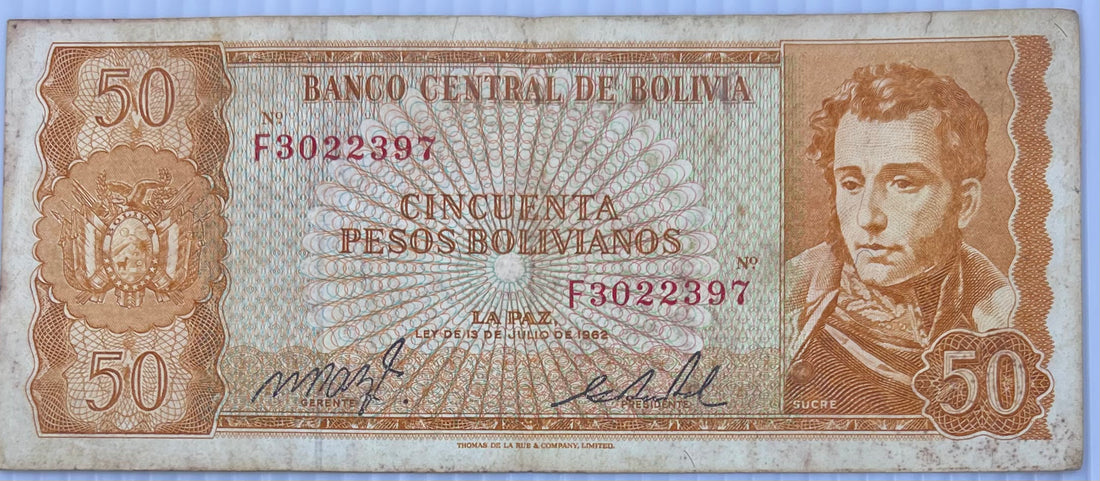 50
BANCO CENTRAL DE BOLIVIA
Nº
F3022397
CINCUENTA
PESOS BOLIVIANOS
Nº
F3022397
LA PAZ,
LEY DE 13 DE JULIO DE 1962
50
GERENTE
PRESIDENTE
SUCRE
50
THOMAS DE LA RUE & COMPANY, LIMITED.